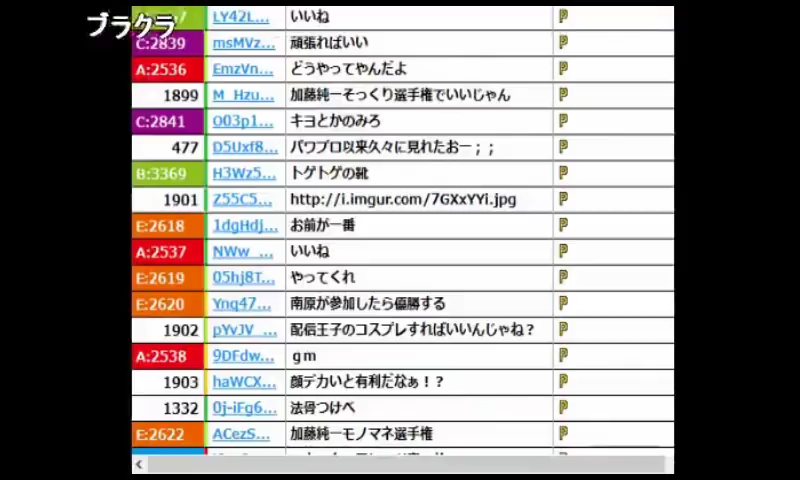 ブラクラ
LY42L... いいね P
C:2839 msMVz... 頑張ればいい P
A:2536 EmzVn... どうやってやんだよ P
1899 M_Hzu... 加藤純一そっくり選手権でいいじゃん P
C:2841 O03p1... キヨとかのみろ P
477 D5Uxf8... パワプロ以来久々に見れたおー；； P
B:3369 H3Wz5... トゲトゲの靴 P
1901 Z55C5... http://i.imgur.com/7GXxYYi.jpg P
E:2618 1dgHdj... お前が一番 P
A:2537 NWw_... いいね P
E:2619 05hj8T... やってくれ P
E:2620 Ynq47... 南原が参加したら優勝する P
1902 pYvJV_... 配信王子のコスプレすればいいんじゃね？ P
A:2538 9DFdw... gm P
1903 haWCX... 顔デカいと有利だなぁ！？ P
1332 0j-iFg6... 法骨つけべ P
E:2622 ACezS... 加藤純一モノマネ選手権 P